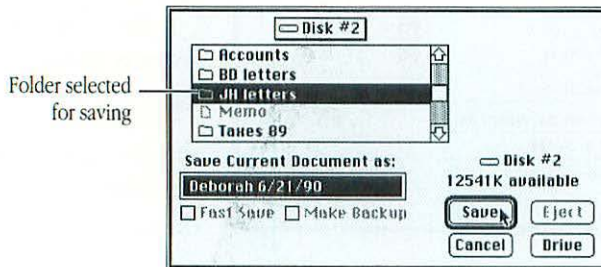 Disk #2
Accounts
BD letters
JH letters
Memo
Taxes 89
Folder selected
for saving
Save Current Document as:
Deborah 6/21/90
Fast Save Make Backup
Disk #2
12541K available
Save Eject
Cancel Drive